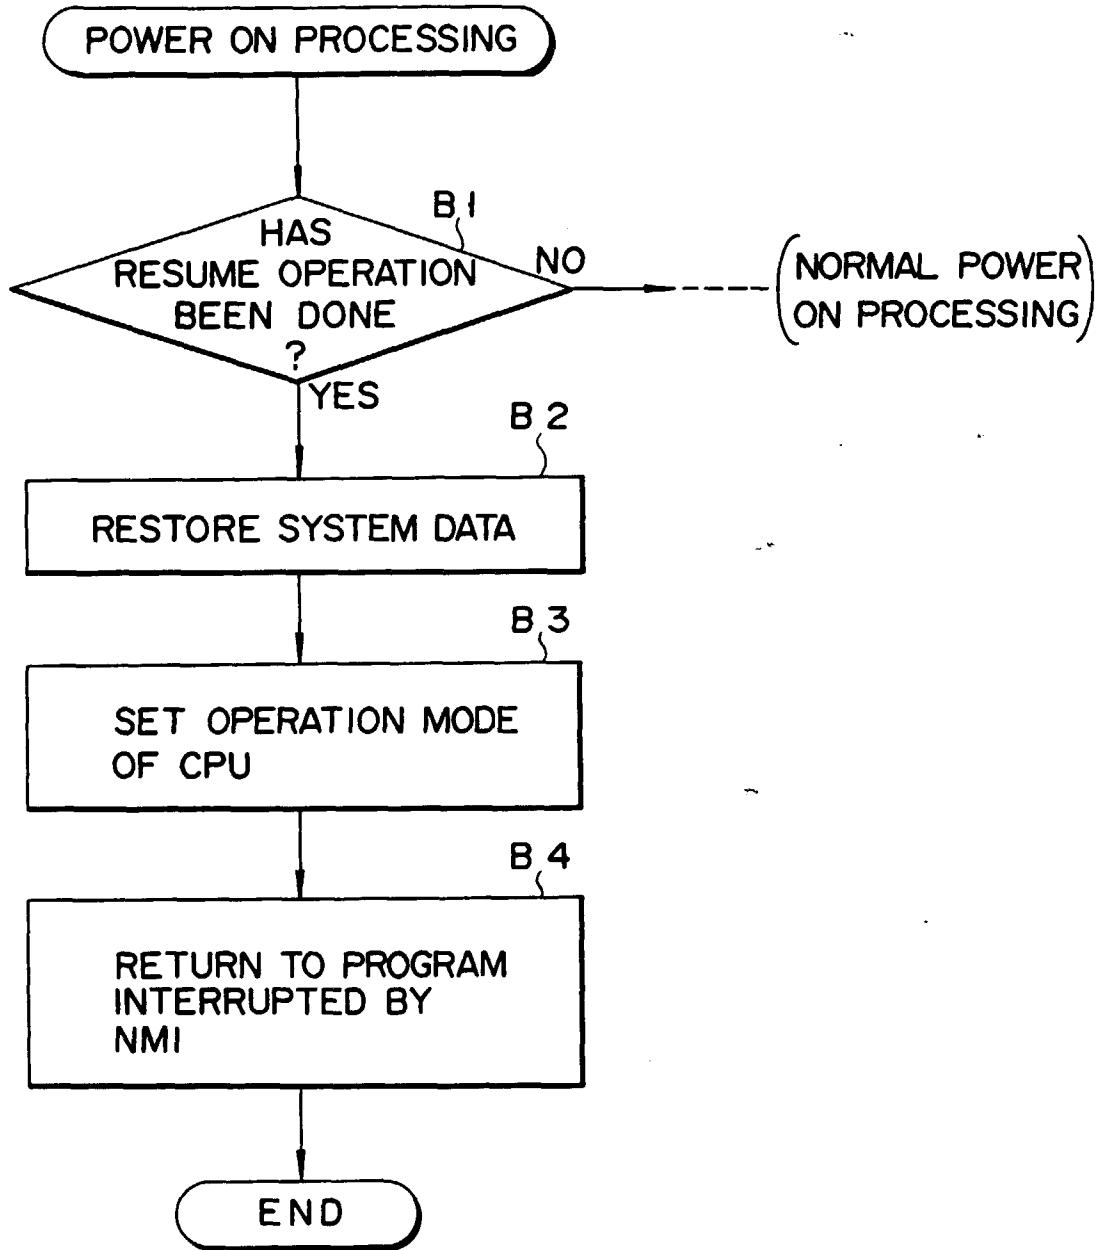 POWER ON PROCESSING
B1
HAS
RESUME OPERATION
BEEN DONE
?
NO
(NORMAL POWER
ON PROCESSING)
YES
B2
RESTORE SYSTEM DATA
B3
SET OPERATION MODE
OF CPU
B4
RETURN TO PROGRAM
INTERRUPTED BY
NMI
END